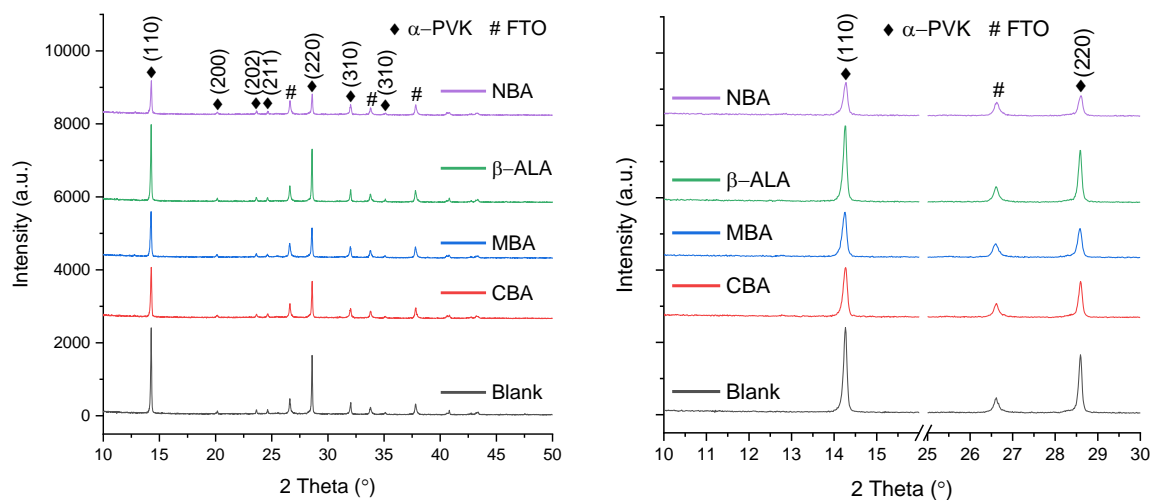 α−PVK # FTO
(110)
(200)
(202)
(211)
#
(220)
(310)
#
(310)
#
NBA
β−ALA
MBA
CBA
Blank
10000
8000
6000
4000
2000
0
Intensity (a.u.)
10 15 20 25 30 35 40 45 50
2 Theta (°)
α−PVK # FTO
(110)
#
(220)
NBA
β−ALA
MBA
CBA
Blank
Intensity (a.u.)
10 11 12 13 14 15 25 26 27 28 29 30
2 Theta (°)